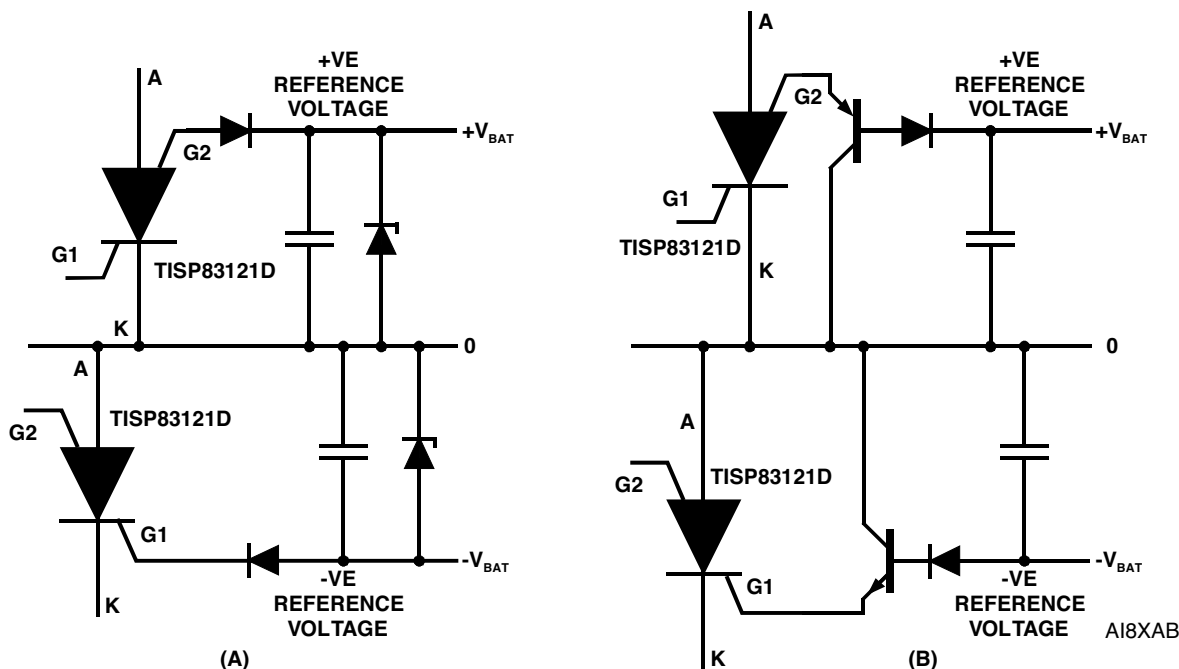 A
+VE
REFERENCE
VOLTAGE
+VBAT
G2
G1
TISP83121D
K
0
A
TISP83121D
G2
G1
-VBAT
-VE
REFERENCE
VOLTAGE
K
(A)
A
+VE
REFERENCE
VOLTAGE
G2
+VBAT
G1
TISP83121D
K
0
A
TISP83121D
G2
G1
-VBAT
-VE
REFERENCE
VOLTAGE
K
(B)
AI8XAB